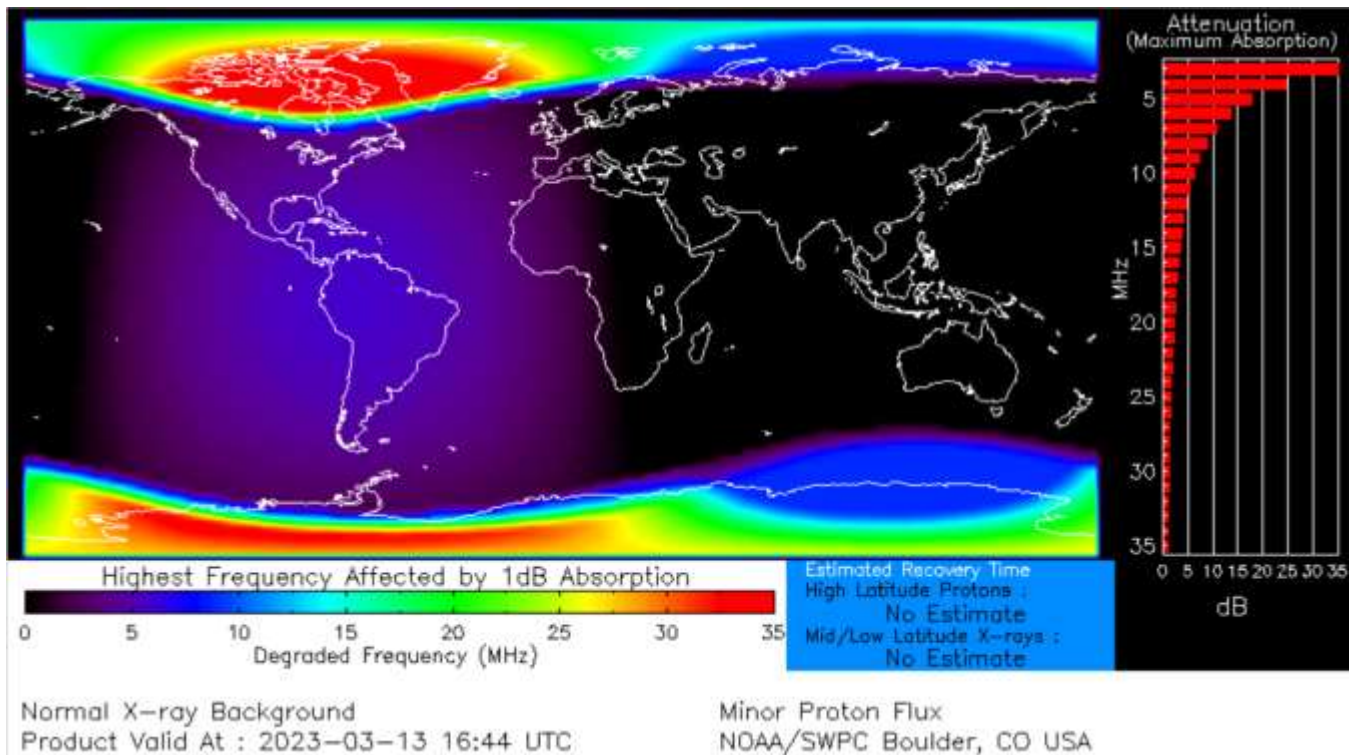 Attenuation
(Maximum Absorption)
5
10
15
MHz
20
25
30
35
0 5 10 15 20 25 30 35
dB
Highest Frequency Affected by 1dB Absorption
0 5 10 15 20 25 30 35
Degraded Frequency (MHz)
Estimated Recovery Time
High Latitude Protons :
No Estimate
Mid/Low Latitude X-rays :
No Estimate
Normal X-ray Background
Product Valid At : 2023-03-13 16:44 UTC
Minor Proton Flux
NOAA/SWPC Boulder, CO USA